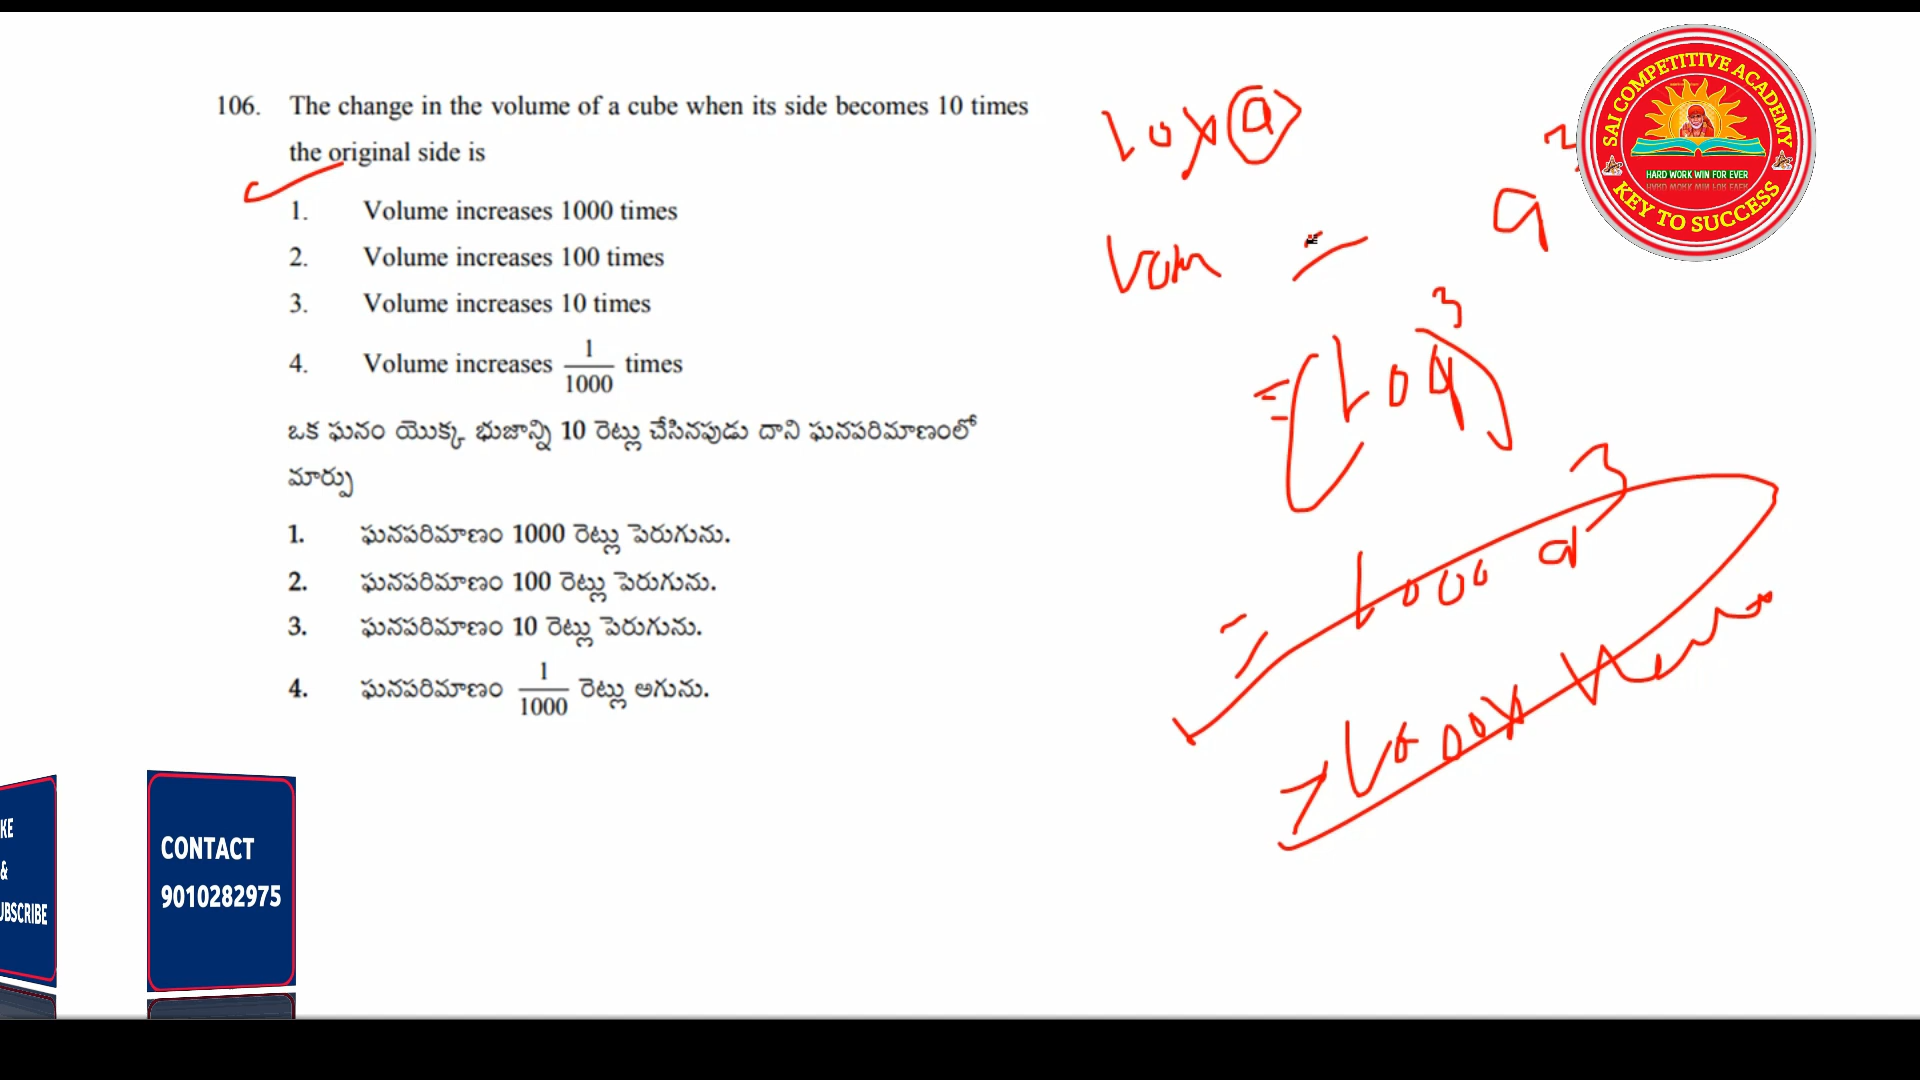 106. The change in the volume of a cube when its side becomes 10 times
the original side is
1. Volume increases 1000 times
2. Volume increases 100 times
3. Volume increases 10 times
4. Volume increases 1/1000 times
ఒక ఘనం యొక్క భుజాన్ని 10 రెట్లు చేసినపుడు దాని ఘనపరిమాణంలో
మార్పు
1. ఘనపరిమాణం 1000 రెట్లు పెరుగును.
2. ఘనపరిమాణం 100 రెట్లు పెరుగును.
3. ఘనపరిమాణం 10 రెట్లు పెరుగును.
4. ఘనపరిమాణం 1/1000 రెట్లు అగును.
10 x a
= a 3
= (10a)3
= 1000 a3
SAI COMPETITIVE ACADEMY
HARD WORK WIN FOR EVER
KEY TO SUCCESS
KE
&
UBSCRIBE
CONTACT
9010282975